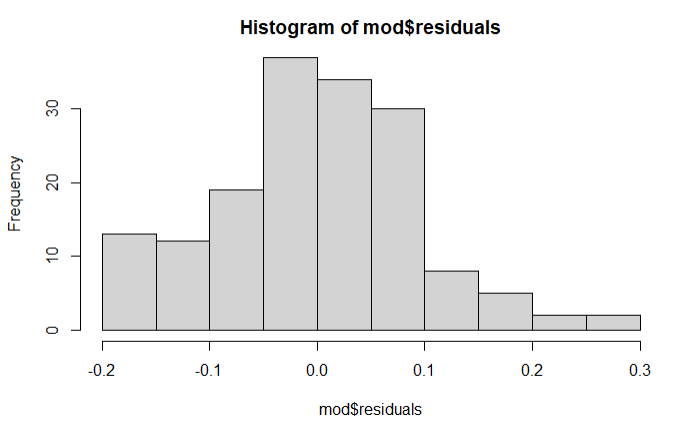 Histogram of mod$residuals
Frequency
30
20
10
0
-0.2 -0.1 0.0 0.1 0.2 0.3
mod$residuals